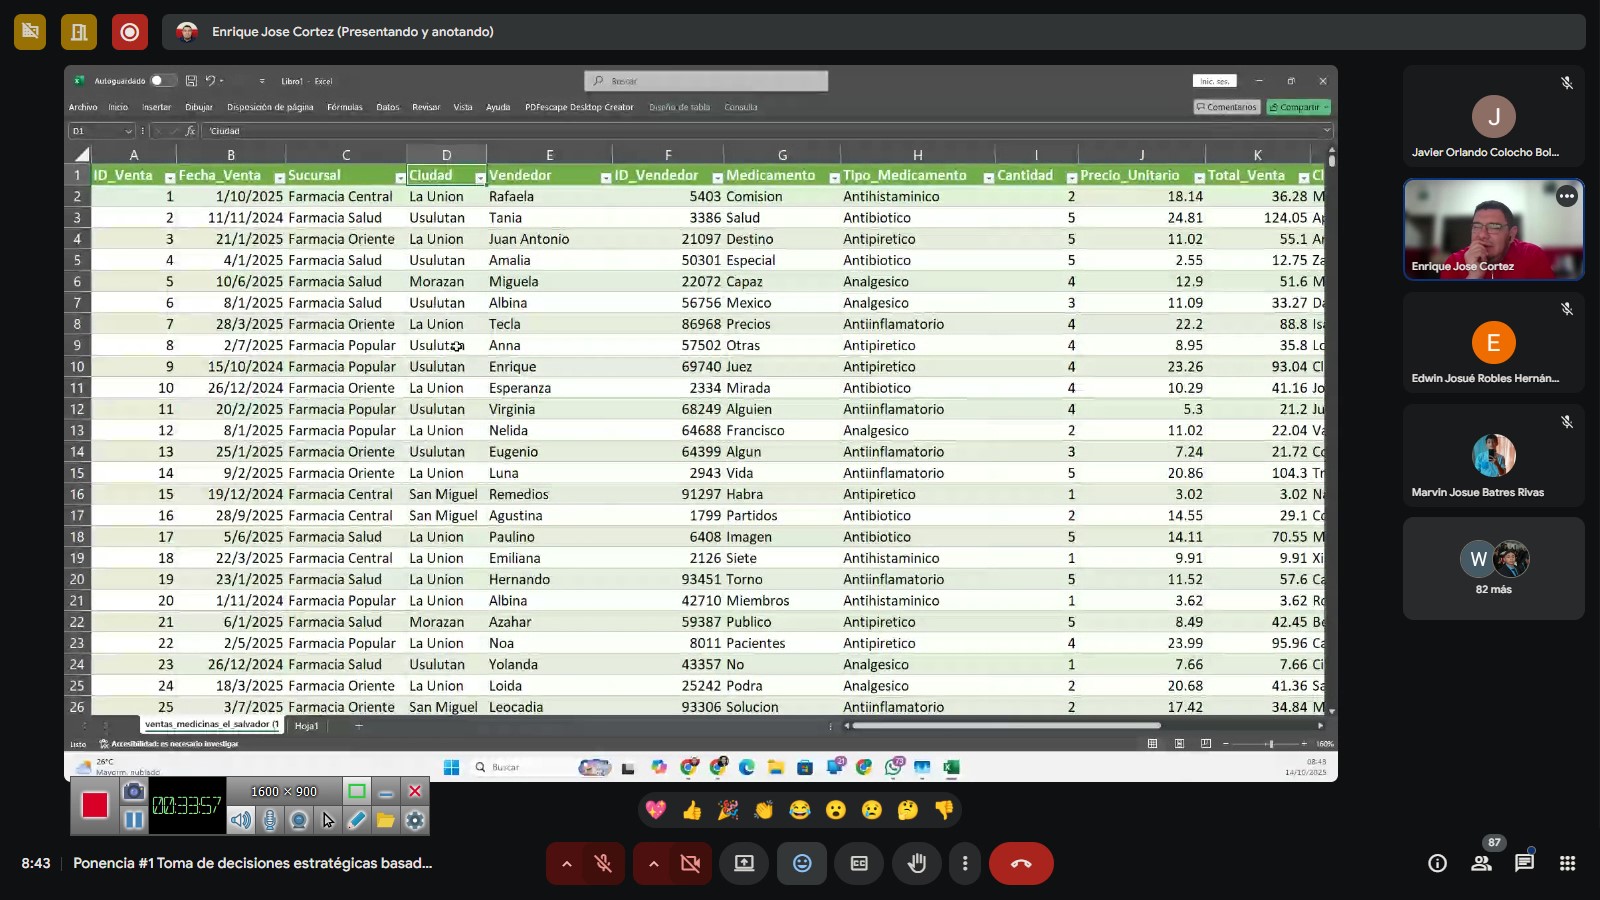 Enrique Jose Cortez (Presentando y anotando)
Autoguardado Libro1 - Excel Buscar Inic. ses.
Archivo Inicio Insertar Dibujar Disposición de página Fórmulas Datos Revisar Vista Ayuda PDFescape Desktop Creator Diseño de tabla Consulta Comentarios Compartir
D1 fx 'Ciudad
A B C D E F G H I J K
1 ID_Venta Fecha_Venta Sucursal Ciudad Vendedor ID_Vendedor Medicamento Tipo_Medicamento Cantidad Precio_Unitario Total_Venta Cl
2 1 1/10/2025 Farmacia Central La Union Rafaela 5403 Comision Antihistaminico 2 18.14 36.28 M
3 2 11/11/2024 Farmacia Salud Usulutan Tania 3386 Salud Antibiotico 5 24.81 124.05 A
4 3 21/1/2025 Farmacia Oriente La Union Juan Antonio 21097 Destino Antipiretico 5 11.02 55.1 A
5 4 4/1/2025 Farmacia Salud Usulutan Amalia 50301 Especial Antibiotico 5 2.55 12.75 Za
6 5 10/6/2025 Farmacia Salud Morazan Miguela 22072 Capaz Analgesico 4 12.9 51.6 M
7 6 8/1/2025 Farmacia Salud Usulutan Albina 56756 Mexico Analgesico 3 11.09 33.27 Da
8 7 28/3/2025 Farmacia Oriente La Union Tecla 86968 Precios Antiinflamatorio 4 22.2 88.8 Isa
9 8 2/7/2025 Farmacia Popular Usulutan Anna 57502 Otras Antipiretico 4 8.95 35.8 Lo
10 9 15/10/2024 Farmacia Popular Usulutan Enrique 69740 Juez Antipiretico 4 23.26 93.04 Cl
11 10 26/12/2024 Farmacia Oriente La Union Esperanza 2334 Mirada Antibiotico 4 10.29 41.16 Jo
12 11 20/2/2025 Farmacia Popular Usulutan Virginia 68249 Alguien Antiinflamatorio 4 5.3 21.2 Ju
13 12 8/1/2025 Farmacia Popular La Union Nelida 64688 Francisco Analgesico 2 11.02 22.04 Va
14 13 25/1/2025 Farmacia Oriente Usulutan Eugenio 64399 Algun Antiinflamatorio 3 7.24 21.72 Co
15 14 9/2/2025 Farmacia Oriente La Union Luna 2943 Vida Antiinflamatorio 5 20.86 104.3 Tr
16 15 19/12/2024 Farmacia Central San Miguel Remedios 91297 Habra Antipiretico 1 3.02 3.02 Na
17 16 28/9/2025 Farmacia Central San Miguel Agustina 1799 Partidos Antibiotico 2 14.55 29.1 Co
18 17 5/6/2025 Farmacia Salud La Union Paulino 6408 Imagen Antibiotico 5 14.11 70.55 M
19 18 22/3/2025 Farmacia Central La Union Emiliana 2126 Siete Antihistaminico 1 9.91 9.91 Xi
20 19 23/1/2025 Farmacia Salud La Union Hernando 93451 Torno Antiinflamatorio 5 11.52 57.6 Ca
21 20 1/11/2024 Farmacia Popular La Union Albina 42710 Miembros Antihistaminico 1 3.62 3.62 Ro
22 21 6/1/2025 Farmacia Salud Morazan Azahar 59387 Publico Antipiretico 5 8.49 42.45 Be
23 22 2/5/2025 Farmacia Popular La Union Noa 8011 Pacientes Antipiretico 4 23.99 95.96 Ca
24 23 26/12/2024 Farmacia Salud Usulutan Yolanda 43357 No Analgesico 1 7.66 7.66 Ci
25 24 18/3/2025 Farmacia Oriente La Union Loida 25242 Podra Analgesico 2 20.68 41.36 Sa
26 25 3/7/2025 Farmacia Oriente San Miguel Leocadia 93306 Solucion Antiinflamatorio 2 17.42 34.84 M
ventas_medicinas_el_salvador (1 Hoja1 +
Listo Accesibilidad: es necesario investigar 160%
26°C
Mayorm. nublado
Buscar 21 73
08:43
14/10/2025
1600 × 900
00:33:57
8:43 Ponencia #1 Toma de decisiones estratégicas basad...
87
J
Javier Orlando Colocho Bol...
Enrique Jose Cortez
E
Edwin Josué Robles Hernán...
Marvin Josue Batres Rivas
W
82 más